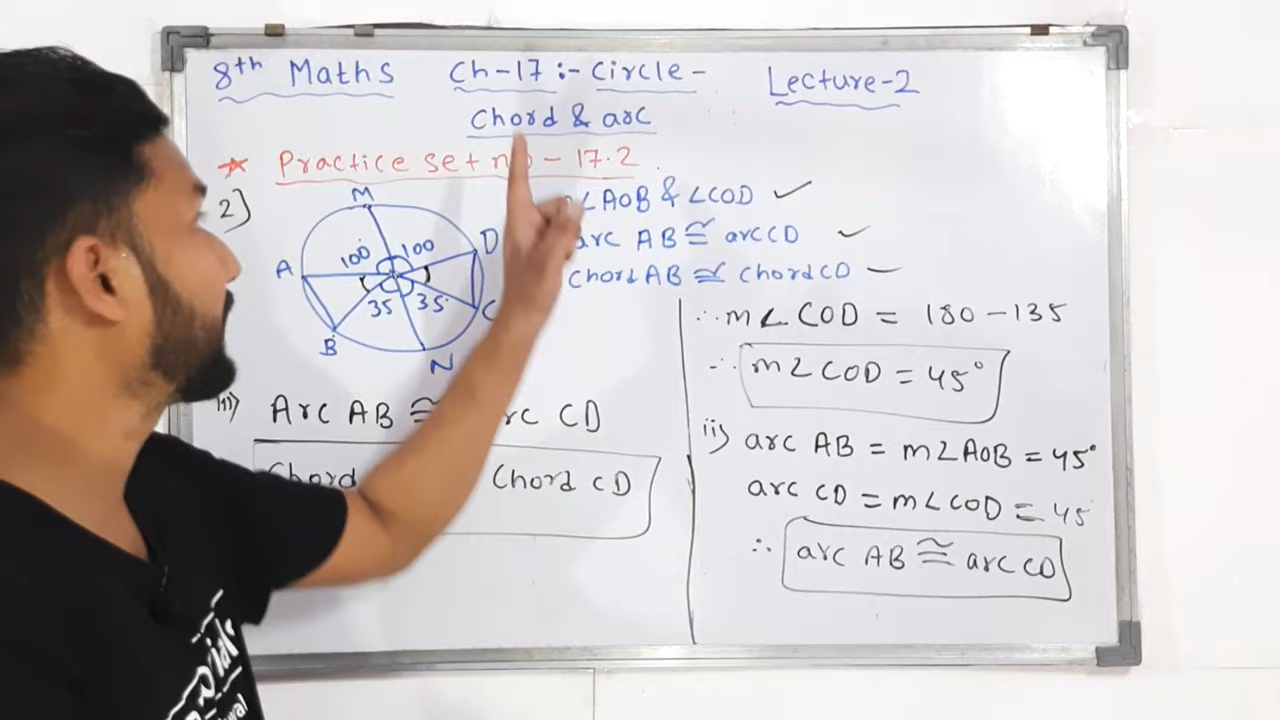 8th Maths Ch-17 :- Circle - Lecture-2
Chord & arc
★ Practice set no - 17.2
2]
M
A
B
N
D
C
100
100
35
35
∠AOB & ∠COD ✓
arc AB ≅ arc CD
chord AB ≅ chord CD
iii) Arc AB ≅ arc CD
Chord Chord CD
∴ m∠COD = 180 - 135
∴ m∠COD = 45°
ii) arc AB = m∠AOB = 45°
arc CD = m∠COD = 45
∴ arc AB ≅ arc CD